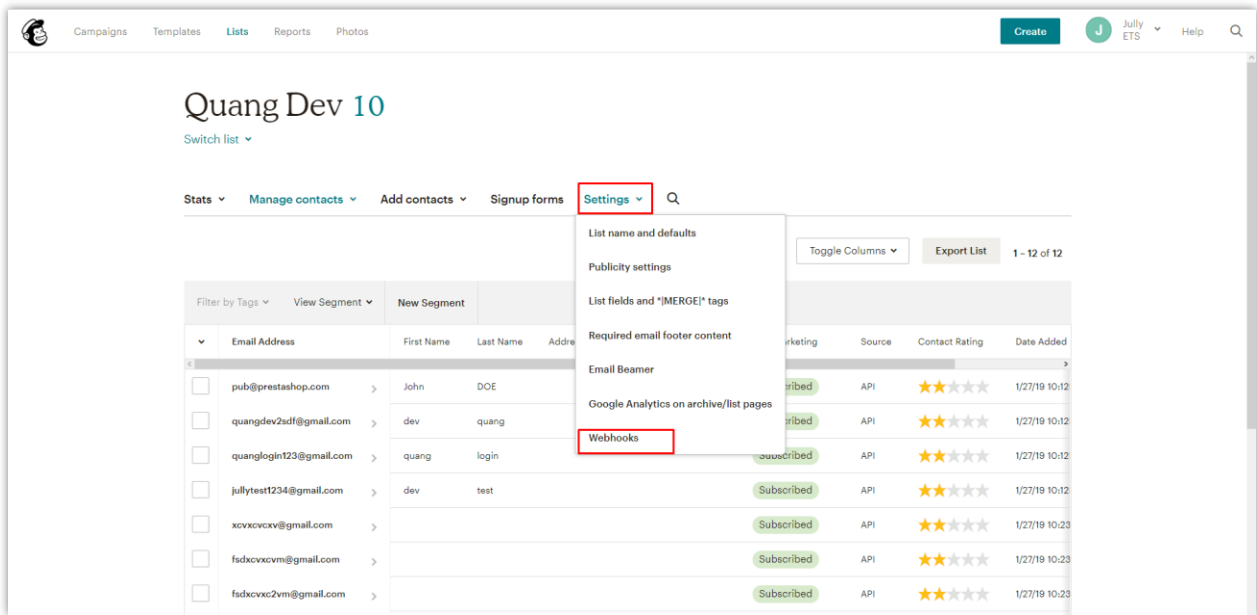 Campaigns Templates Lists Reports Photos Create J Jully ETS Help
Quang Dev 10
Switch list
Stats Manage contacts Add contacts Signup forms Settings
List name and defaults
Toggle Columns Export List 1 – 12 of 12
Publicity settings
Filter by Tags View Segment New Segment List fields and *|MERGE|* tags
Required email footer content
Email Address First Name Last Name Addre rketing Source Contact Rating Date Added
Email Beamer
pub@prestashop.com John DOE cribed API 1/27/19 10:12
Google Analytics on archive/list pages
quangdev2sdf@gmail.com dev quang cribed API 1/27/19 10:12
Webhooks
quanglogin123@gmail.com quang login Subscribed API 1/27/19 10:12
jullytest1234@gmail.com dev test Subscribed API 1/27/19 10:12
xcvxcvcxv@gmail.com Subscribed API 1/27/19 10:23
fsdxcvxcvm@gmail.com Subscribed API 1/27/19 10:23
fsdxcvxc2vm@gmail.com Subscribed API 1/27/19 10:23